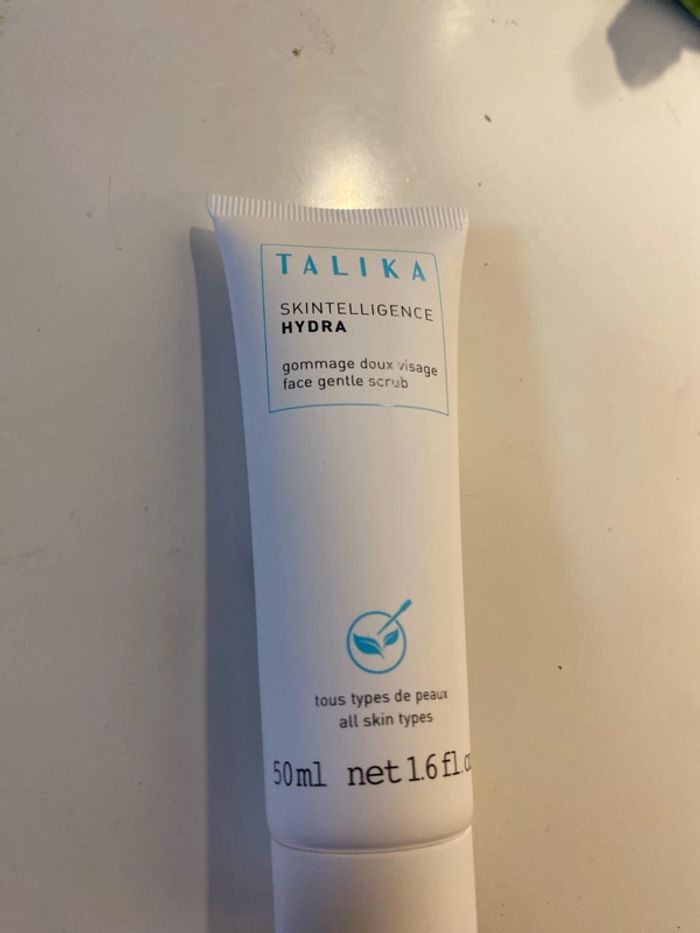 TALIKA
SKINTELLIGENCE
HYDRA
gommage doux visage
face gentle scrub
tous types de peaux
all skin types
50ml net 1.6 fl.